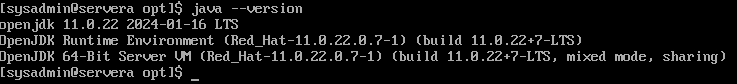 [sysadmin@servera opt]$ java --version
openjdk 11.0.22 2024-01-16 LTS
OpenJDK Runtime Environment (Red_Hat-11.0.22.0.7-1) (build 11.0.22+7-LTS)
OpenJDK 64-Bit Server VM (Red_Hat-11.0.22.0.7-1) (build 11.0.22+7-LTS, mixed mode, sharing)
[sysadmin@servera opt]$ _